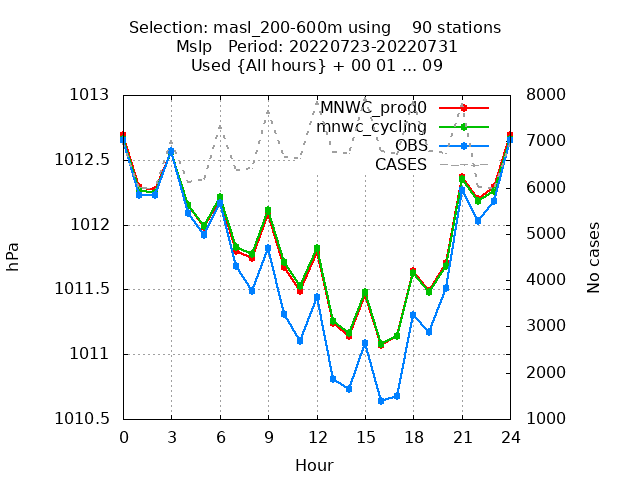 Selection: masl_200-600m using    90 stations
Mslp   Period: 20220723-20220731
Used {All hours} + 00 01 ... 09
1013
1012.5
1012
1011.5
1011
1010.5
8000
7000
6000
5000
4000
3000
2000
1000
MNWC_prod0
mnwc_cycling
OBS
CASES
hPa
No cases
0 3 6 9 12 15 18 21 24
Hour